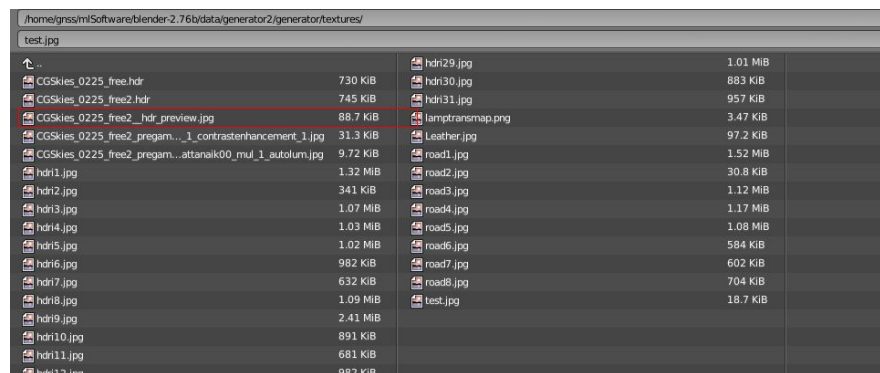 /home/gnss/mlSoftware/blender-2.76b/data/generator2/generator/textures/
test.jpg
..
CGSkies_0225_free.hdr 730 KiB
CGSkies_0225_free2.hdr 745 KiB
CGSkies_0225_free2__hdr_preview.jpg 88.7 KiB
CGSkies_0225_free2_pregam..._1_contrastenhancement_1.jpg 31.3 KiB
CGSkies_0225_free2_pregam...attanaik00_mul_1_autolum.jpg 9.72 KiB
hdri1.jpg 1.32 MiB
hdri2.jpg 341 KiB
hdri3.jpg 1.07 MiB
hdri4.jpg 1.03 MiB
hdri5.jpg 1.02 MiB
hdri6.jpg 982 KiB
hdri7.jpg 632 KiB
hdri8.jpg 1.09 MiB
hdri9.jpg 2.41 MiB
hdri10.jpg 891 KiB
hdri11.jpg 681 KiB
hdri12.jpg 982 KiB
hdri29.jpg 1.01 MiB
hdri30.jpg 883 KiB
hdri31.jpg 957 KiB
lamptransmap.png 3.47 KiB
Leather.jpg 97.2 KiB
road1.jpg 1.52 MiB
road2.jpg 30.8 KiB
road3.jpg 1.12 MiB
road4.jpg 1.17 MiB
road5.jpg 1.08 MiB
road6.jpg 584 KiB
road7.jpg 602 KiB
road8.jpg 704 KiB
test.jpg 18.7 KiB